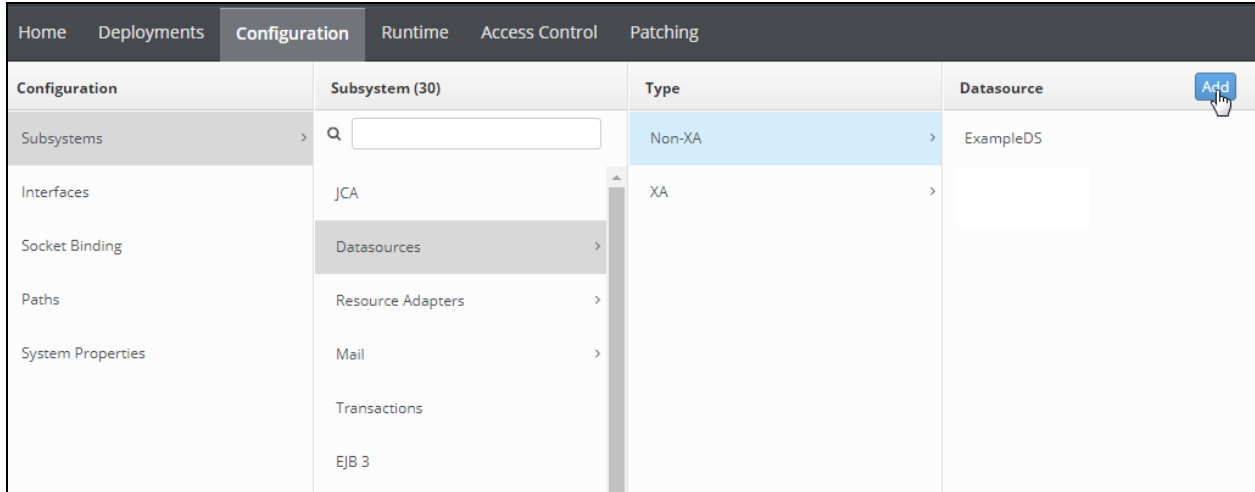 Home Deployments Configuration Runtime Access Control Patching
Configuration Subsystem (30) Type Datasource Add
Subsystems Non-XA ExampleDS
Interfaces JCA XA
Socket Binding Datasources
Paths Resource Adapters
System Properties Mail
Transactions
EJB 3